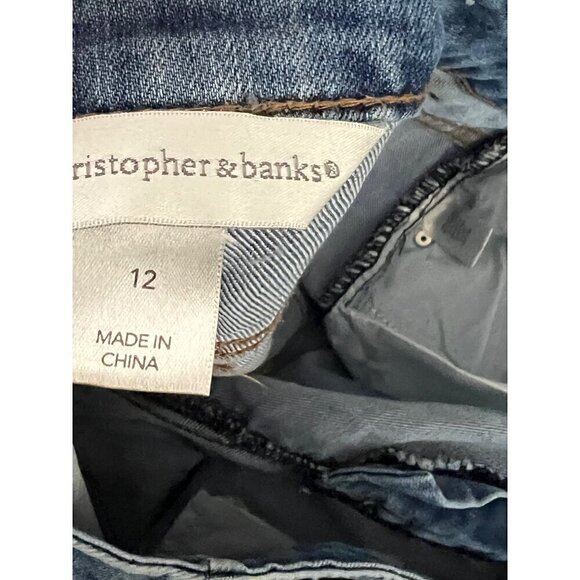 ristopher & banks®
12
MADE IN
CHINA